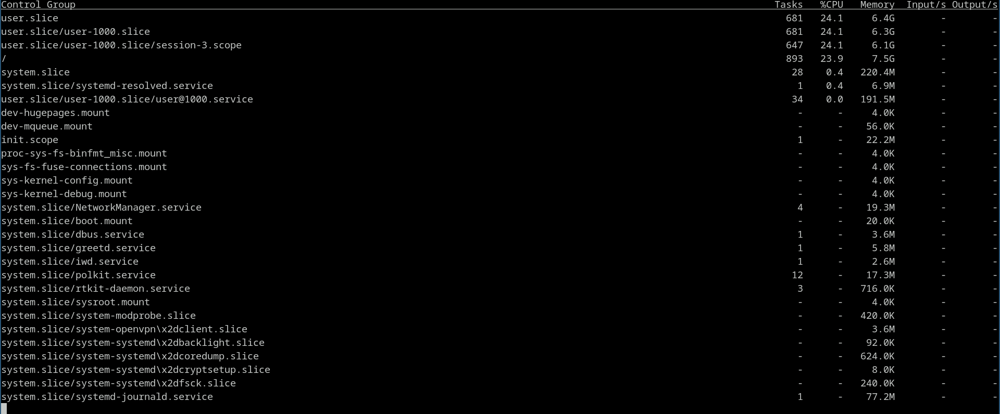 Control Group Tasks %CPU Memory Input/s Output/s
user.slice 681 24.1 6.4G - -
user.slice/user-1000.slice 681 24.1 6.3G - -
user.slice/user-1000.slice/session-3.scope 647 24.1 6.1G - -
/ 893 23.9 7.5G - -
system.slice 28 0.4 220.4M - -
system.slice/systemd-resolved.service 1 0.4 6.9M - -
user.slice/user-1000.slice/user@1000.service 34 0.0 191.5M - -
dev-hugepages.mount - - 4.0K - -
dev-mqueue.mount - - 56.0K - -
init.scope 1 - 22.2M - -
proc-sys-fs-binfmt_misc.mount - - 4.0K - -
sys-fs-fuse-connections.mount - - 4.0K - -
sys-kernel-config.mount - - 4.0K - -
sys-kernel-debug.mount - - 4.0K - -
system.slice/NetworkManager.service 4 - 19.3M - -
system.slice/boot.mount - - 20.0K - -
system.slice/dbus.service 1 - 3.6M - -
system.slice/greetd.service 1 - 5.8M - -
system.slice/iwd.service 1 - 2.6M - -
system.slice/polkit.service 12 - 17.3M - -
system.slice/rtkit-daemon.service 3 - 716.0K - -
system.slice/sysroot.mount - - 4.0K - -
system.slice/system-modprobe.slice - - 420.0K - -
system.slice/system-openvpn\x2dclient.slice - - 3.6M - -
system.slice/system-systemd\x2dbacklight.slice - - 92.0K - -
system.slice/system-systemd\x2dcoredump.slice - - 624.0K - -
system.slice/system-systemd\x2dcryptsetup.slice - - 8.0K - -
system.slice/system-systemd\x2dfsck.slice - - 240.0K - -
system.slice/systemd-journald.service 1 - 77.2M - -